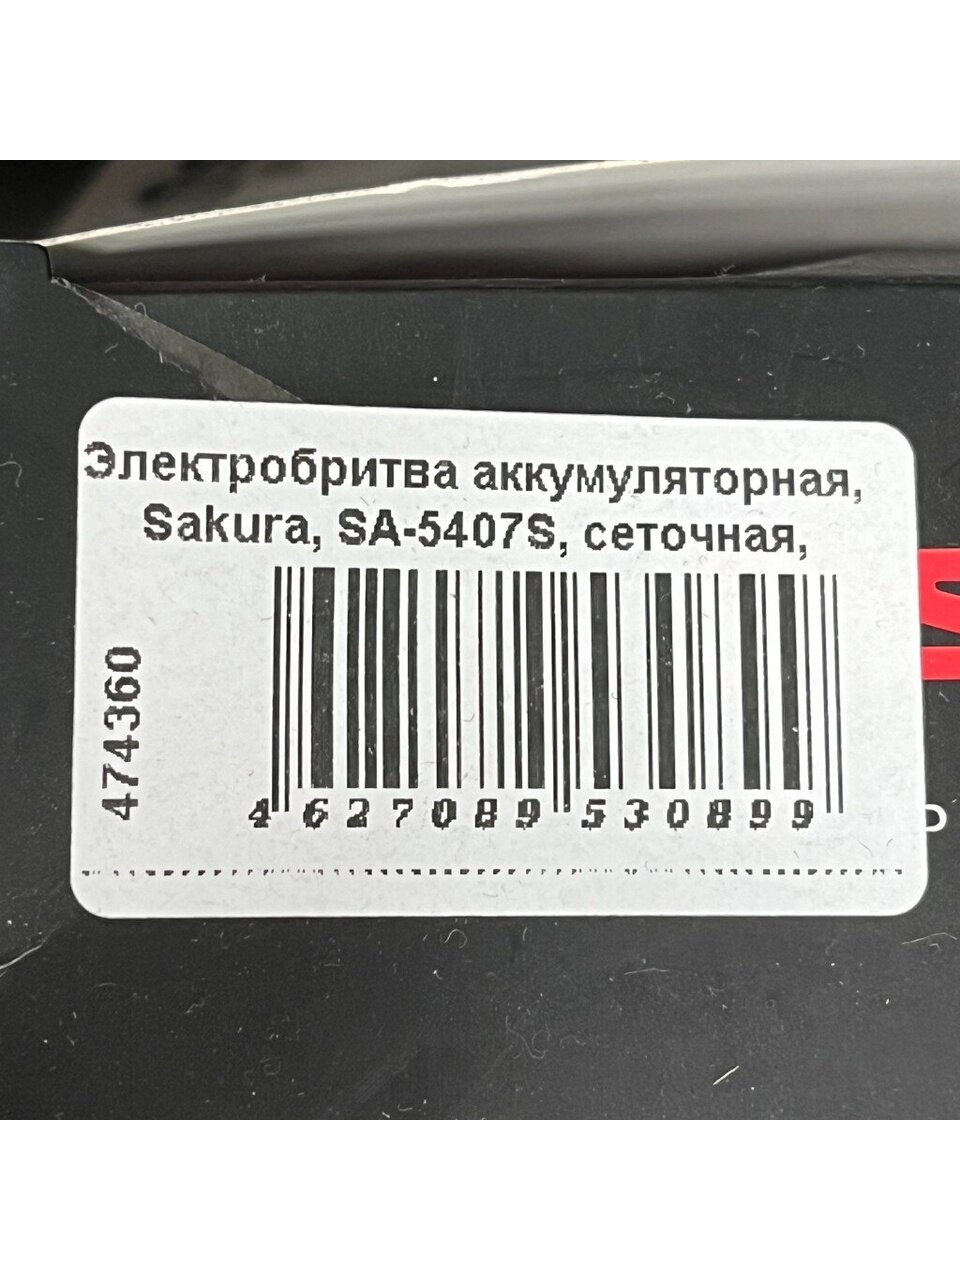 Электробритва аккумуляторная,
Sakura, SA-5407S, сеточная,
474360
4 627089 530899